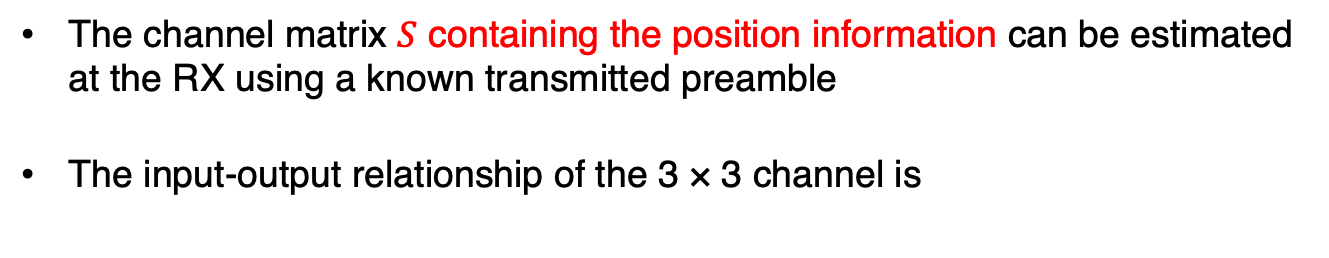 • The channel matrix S containing the position information can be estimated
at the RX using a known transmitted preamble
• The input-output relationship of the 3 × 3 channel is